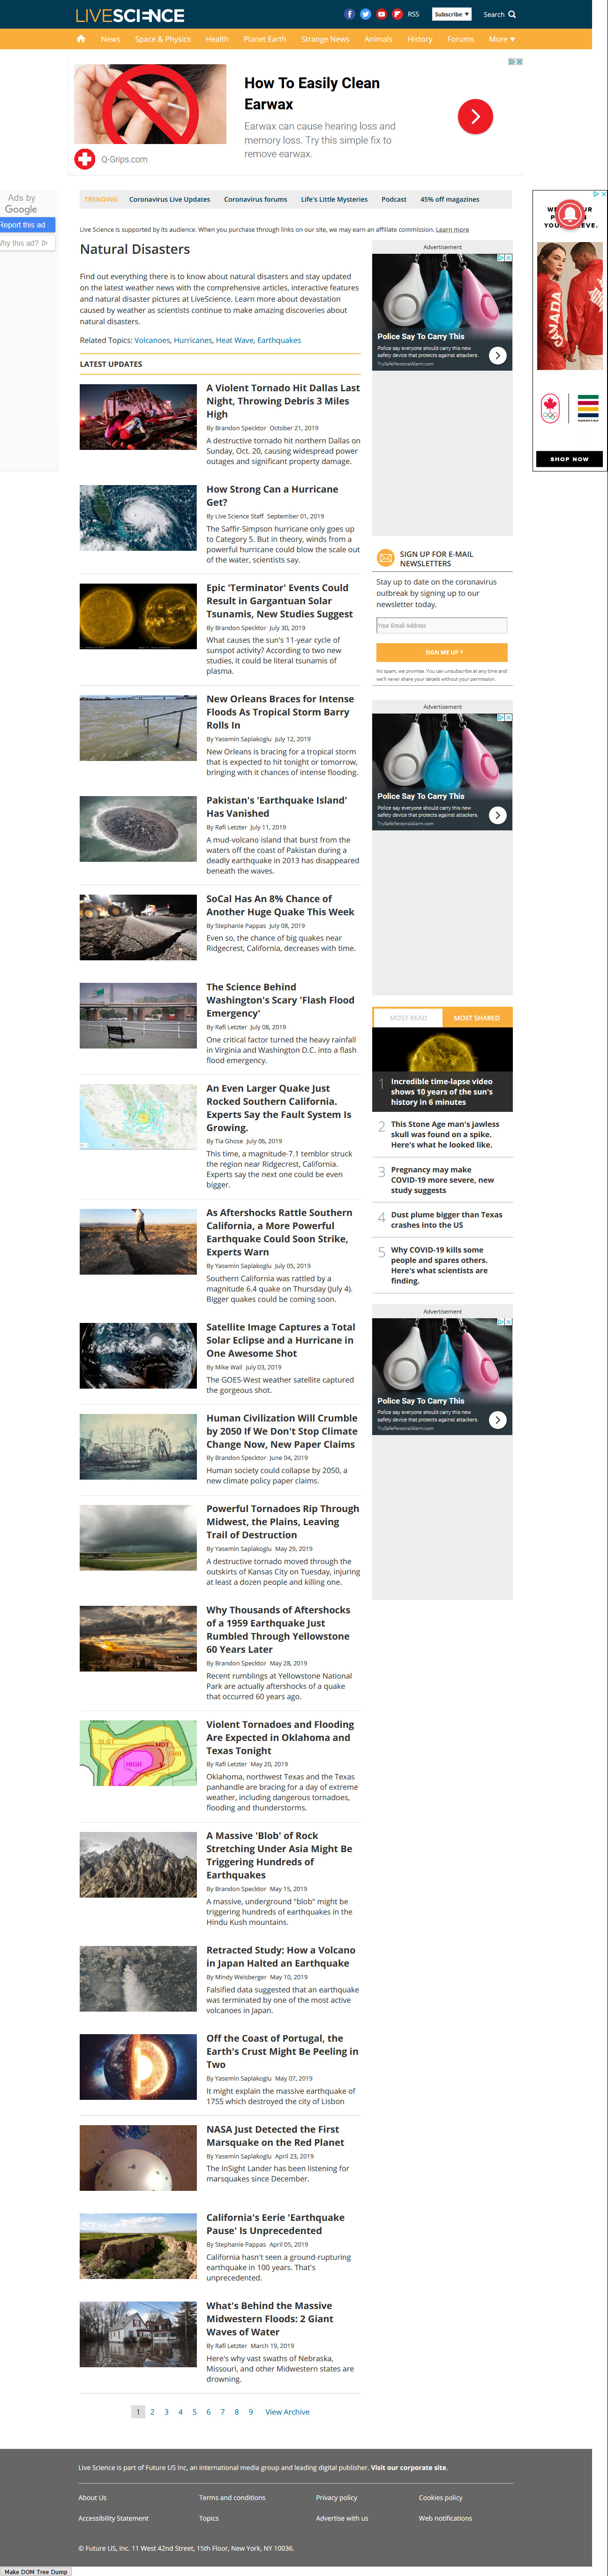 LIVESCIENCE
RSS
Subscribe ▼
Search
News
Space & Physics
Health
Planet Earth
Strange News
Animals
History
Forums
More ▼
How To Easily Clean
Earwax
Earwax can cause hearing loss and
memory loss. Try this simple fix to
remove earwax.
Q-Grips.com
Ads by
Google
Report this ad
Why this ad?
TRENDING
Coronavirus Live Updates
Coronavirus forums
Life's Little Mysteries
Podcast
45% off magazines
Live Science is supported by its audience. When you purchase through links on our site, we may earn an affiliate commission. Learn more
Natural Disasters
Find out everything there is to know about natural disasters and stay updated
on the latest weather news with the comprehensive articles, interactive features
and natural disaster pictures at LiveScience. Learn more about devastation
caused by weather as scientists continue to make amazing discoveries about
natural disasters.
Related Topics: Volcanoes, Hurricanes, Heat Wave, Earthquakes
LATEST UPDATES
A Violent Tornado Hit Dallas Last
Night, Throwing Debris 3 Miles
High
By Brandon Specktor October 21, 2019
A destructive tornado hit northern Dallas on
Sunday, Oct. 20, causing widespread power
outages and significant property damage.
How Strong Can a Hurricane
Get?
By Live Science Staff September 01, 2019
The Saffir-Simpson hurricane only goes up
to Category 5. But in theory, winds from a
powerful hurricane could blow the scale out
of the water, scientists say.
Epic 'Terminator' Events Could
Result in Gargantuan Solar
Tsunamis, New Studies Suggest
By Brandon Specktor July 30, 2019
What causes the sun's 11-year cycle of
sunspot activity? According to two new
studies, it could be literal tsunamis of
plasma.
New Orleans Braces for Intense
Floods As Tropical Storm Barry
Rolls In
By Yasemin Saplakoglu July 12, 2019
New Orleans is bracing for a tropical storm
that is expected to hit tonight or tomorrow,
bringing with it chances of intense flooding.
Pakistan's 'Earthquake Island'
Has Vanished
By Rafi Letzter July 11, 2019
A mud-volcano island that burst from the
waters off the coast of Pakistan during a
deadly earthquake in 2013 has disappeared
beneath the waves.
SoCal Has An 8% Chance of
Another Huge Quake This Week
By Stephanie Pappas July 08, 2019
Even so, the chance of big quakes near
Ridgecrest, California, decreases with time.
The Science Behind
Washington's Scary 'Flash Flood
Emergency'
By Rafi Letzter July 08, 2019
One critical factor turned the heavy rainfall
in Virginia and Washington D.C. into a flash
flood emergency.
An Even Larger Quake Just
Rocked Southern California.
Experts Say the Fault System Is
Growing.
By Tia Ghose July 06, 2019
This time, a magnitude-7.1 temblor struck
the region near Ridgecrest, California.
Experts say the next one could be even
bigger.
As Aftershocks Rattle Southern
California, a More Powerful
Earthquake Could Soon Strike,
Experts Warn
By Yasemin Saplakoglu July 05, 2019
Southern California was rattled by a
magnitude 6.4 quake on Thursday (July 4).
Bigger quakes could be coming soon.
Satellite Image Captures a Total
Solar Eclipse and a Hurricane in
One Awesome Shot
By Mike Wall July 03, 2019
The GOES-West weather satellite captured
the gorgeous shot.
Human Civilization Will Crumble
by 2050 If We Don't Stop Climate
Change Now, New Paper Claims
By Brandon Specktor June 04, 2019
Human society could collapse by 2050, a
new climate policy paper claims.
Powerful Tornadoes Rip Through
Midwest, the Plains, Leaving
Trail of Destruction
By Yasemin Saplakoglu May 29, 2019
A destructive tornado moved through the
outskirts of Kansas City on Tuesday, injuring
at least a dozen people and killing one.
Why Thousands of Aftershocks
of a 1959 Earthquake Just
Rumbled Through Yellowstone
60 Years Later
By Brandon Specktor May 28, 2019
Recent rumblings at Yellowstone National
Park are actually aftershocks of a quake
that occurred 60 years ago.
HIGH
MDT
Violent Tornadoes and Flooding
Are Expected in Oklahoma and
Texas Tonight
By Rafi Letzter May 20, 2019
Oklahoma, northwest Texas and the Texas
panhandle are bracing for a day of extreme
weather, including dangerous tornadoes,
flooding and thunderstorms.
A Massive 'Blob' of Rock
Stretching Under Asia Might Be
Triggering Hundreds of
Earthquakes
By Brandon Specktor May 15, 2019
A massive, underground "blob" might be
triggering hundreds of earthquakes in the
Hindu Kush mountains.
Retracted Study: How a Volcano
in Japan Halted an Earthquake
By Mindy Weisberger May 10, 2019
Falsified data suggested that an earthquake
was terminated by one of the most active
volcanoes in Japan.
Off the Coast of Portugal, the
Earth's Crust Might Be Peeling in
Two
By Yasemin Saplakoglu May 07, 2019
It might explain the massive earthquake of
1755 which destroyed the city of Lisbon
NASA Just Detected the First
Marsquake on the Red Planet
By Yasemin Saplakoglu April 23, 2019
The InSight Lander has been listening for
marsquakes since December.
California's Eerie 'Earthquake
Pause' Is Unprecedented
By Stephanie Pappas April 05, 2019
California hasn't seen a ground-rupturing
earthquake in 100 years. That's
unprecedented.
What's Behind the Massive
Midwestern Floods: 2 Giant
Waves of Water
By Rafi Letzter March 19, 2019
Here's why vast swaths of Nebraska,
Missouri, and other Midwestern states are
drowning.
1 2 3 4 5 6 7 8 9 View Archive
Advertisement
Police Say To Carry This
Police say everyone should carry this new
safety device that protects against attackers.
TrySafePersonalAlarm.com
SIGN UP FOR E-MAIL
NEWSLETTERS
Stay up to date on the coronavirus
outbreak by signing up to our
newsletter today.
Your Email Address
SIGN ME UP ›
No spam, we promise. You can unsubscribe at any time and
we'll never share your details without your permission.
Advertisement
Police Say To Carry This
Police say everyone should carry this new
safety device that protects against attackers.
TrySafePersonalAlarm.com
MOST READ
MOST SHARED
1 Incredible time-lapse video
shows 10 years of the sun's
history in 6 minutes
2 This Stone Age man's jawless
skull was found on a spike.
Here's what he looked like.
3 Pregnancy may make
COVID-19 more severe, new
study suggests
4 Dust plume bigger than Texas
crashes into the US
5 Why COVID-19 kills some
people and spares others.
Here's what scientists are
finding.
Advertisement
Police Say To Carry This
Police say everyone should carry this new
safety device that protects against attackers.
TrySafePersonalAlarm.com
CANADA
SHOP NOW
Live Science is part of Future US Inc, an international media group and leading digital publisher. Visit our corporate site.
About Us
Terms and conditions
Privacy policy
Cookies policy
Accessibility Statement
Topics
Advertise with us
Web notifications
© Future US, Inc. 11 West 42nd Street, 15th Floor, New York, NY 10036.
Make DOM Tree Dump